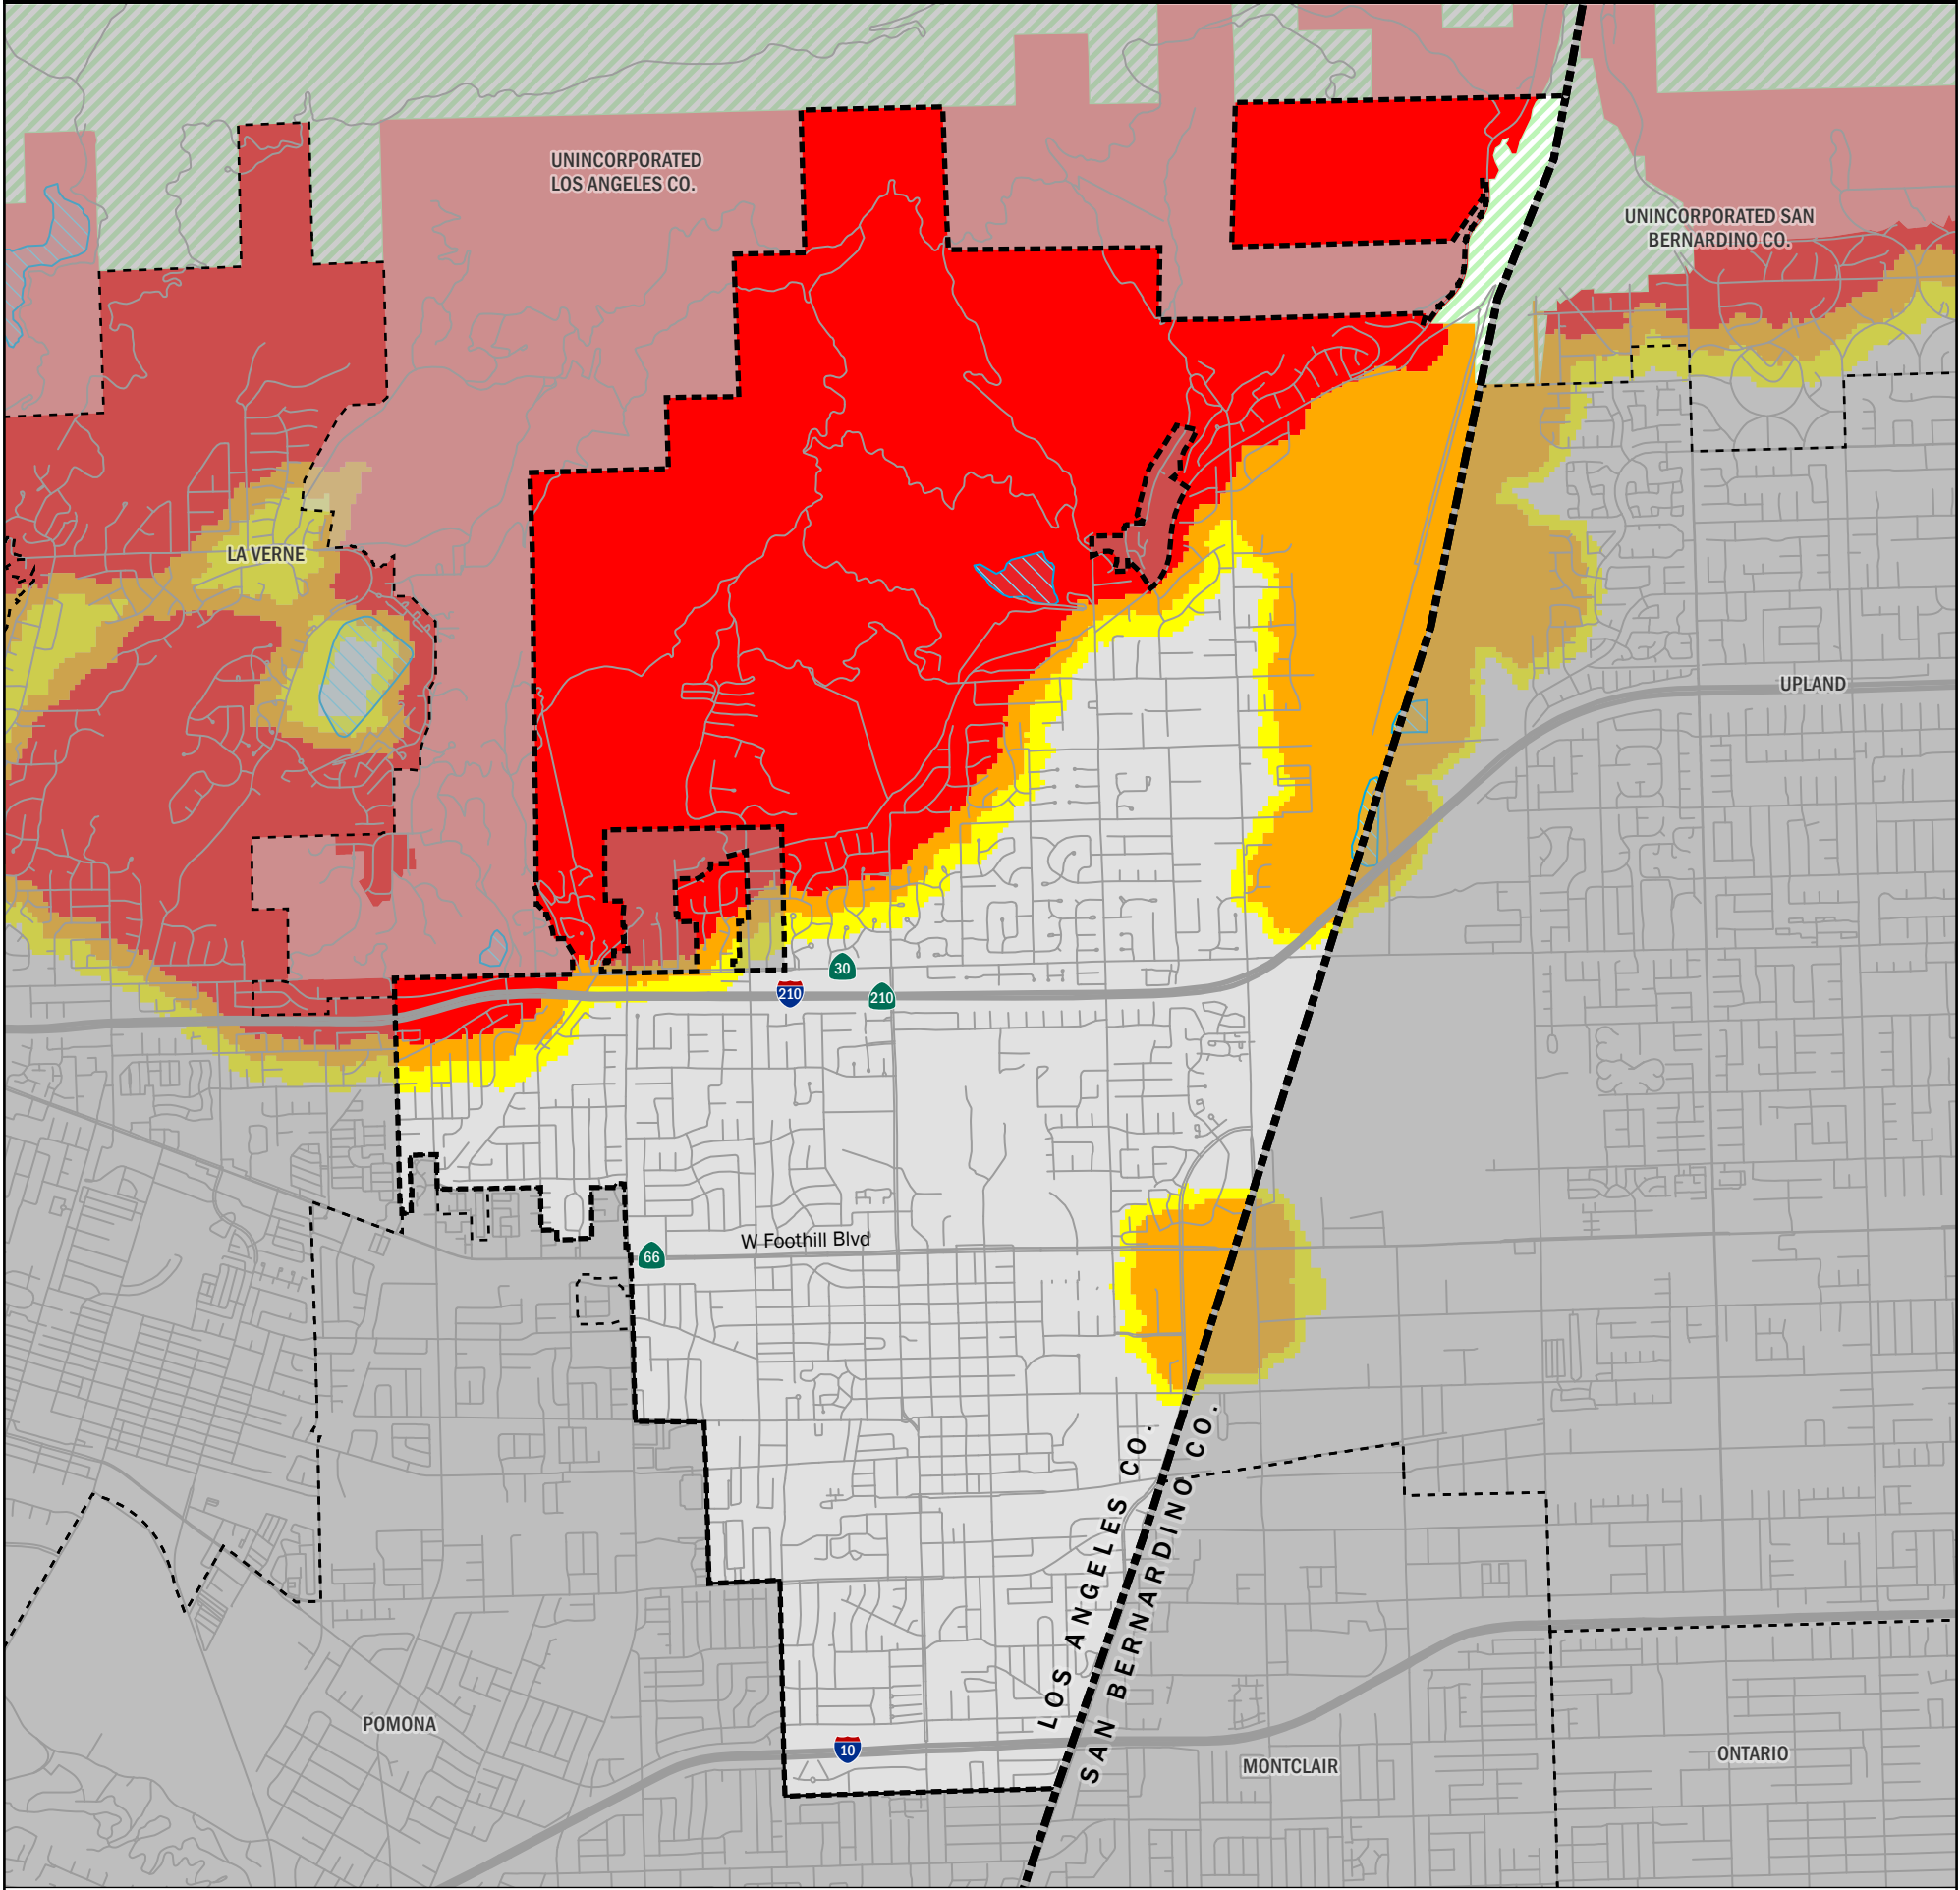 UNINCORPORATED
LOS ANGELES CO.
UNINCORPORATED SAN
BERNARDINO CO.
LA VERNE
UPLAND
30
210
210
W Foothill Blvd
66
LOS ANGELES CO.
SAN BERNARDINO CO.
POMONA
10
MONTCLAIR
ONTARIO